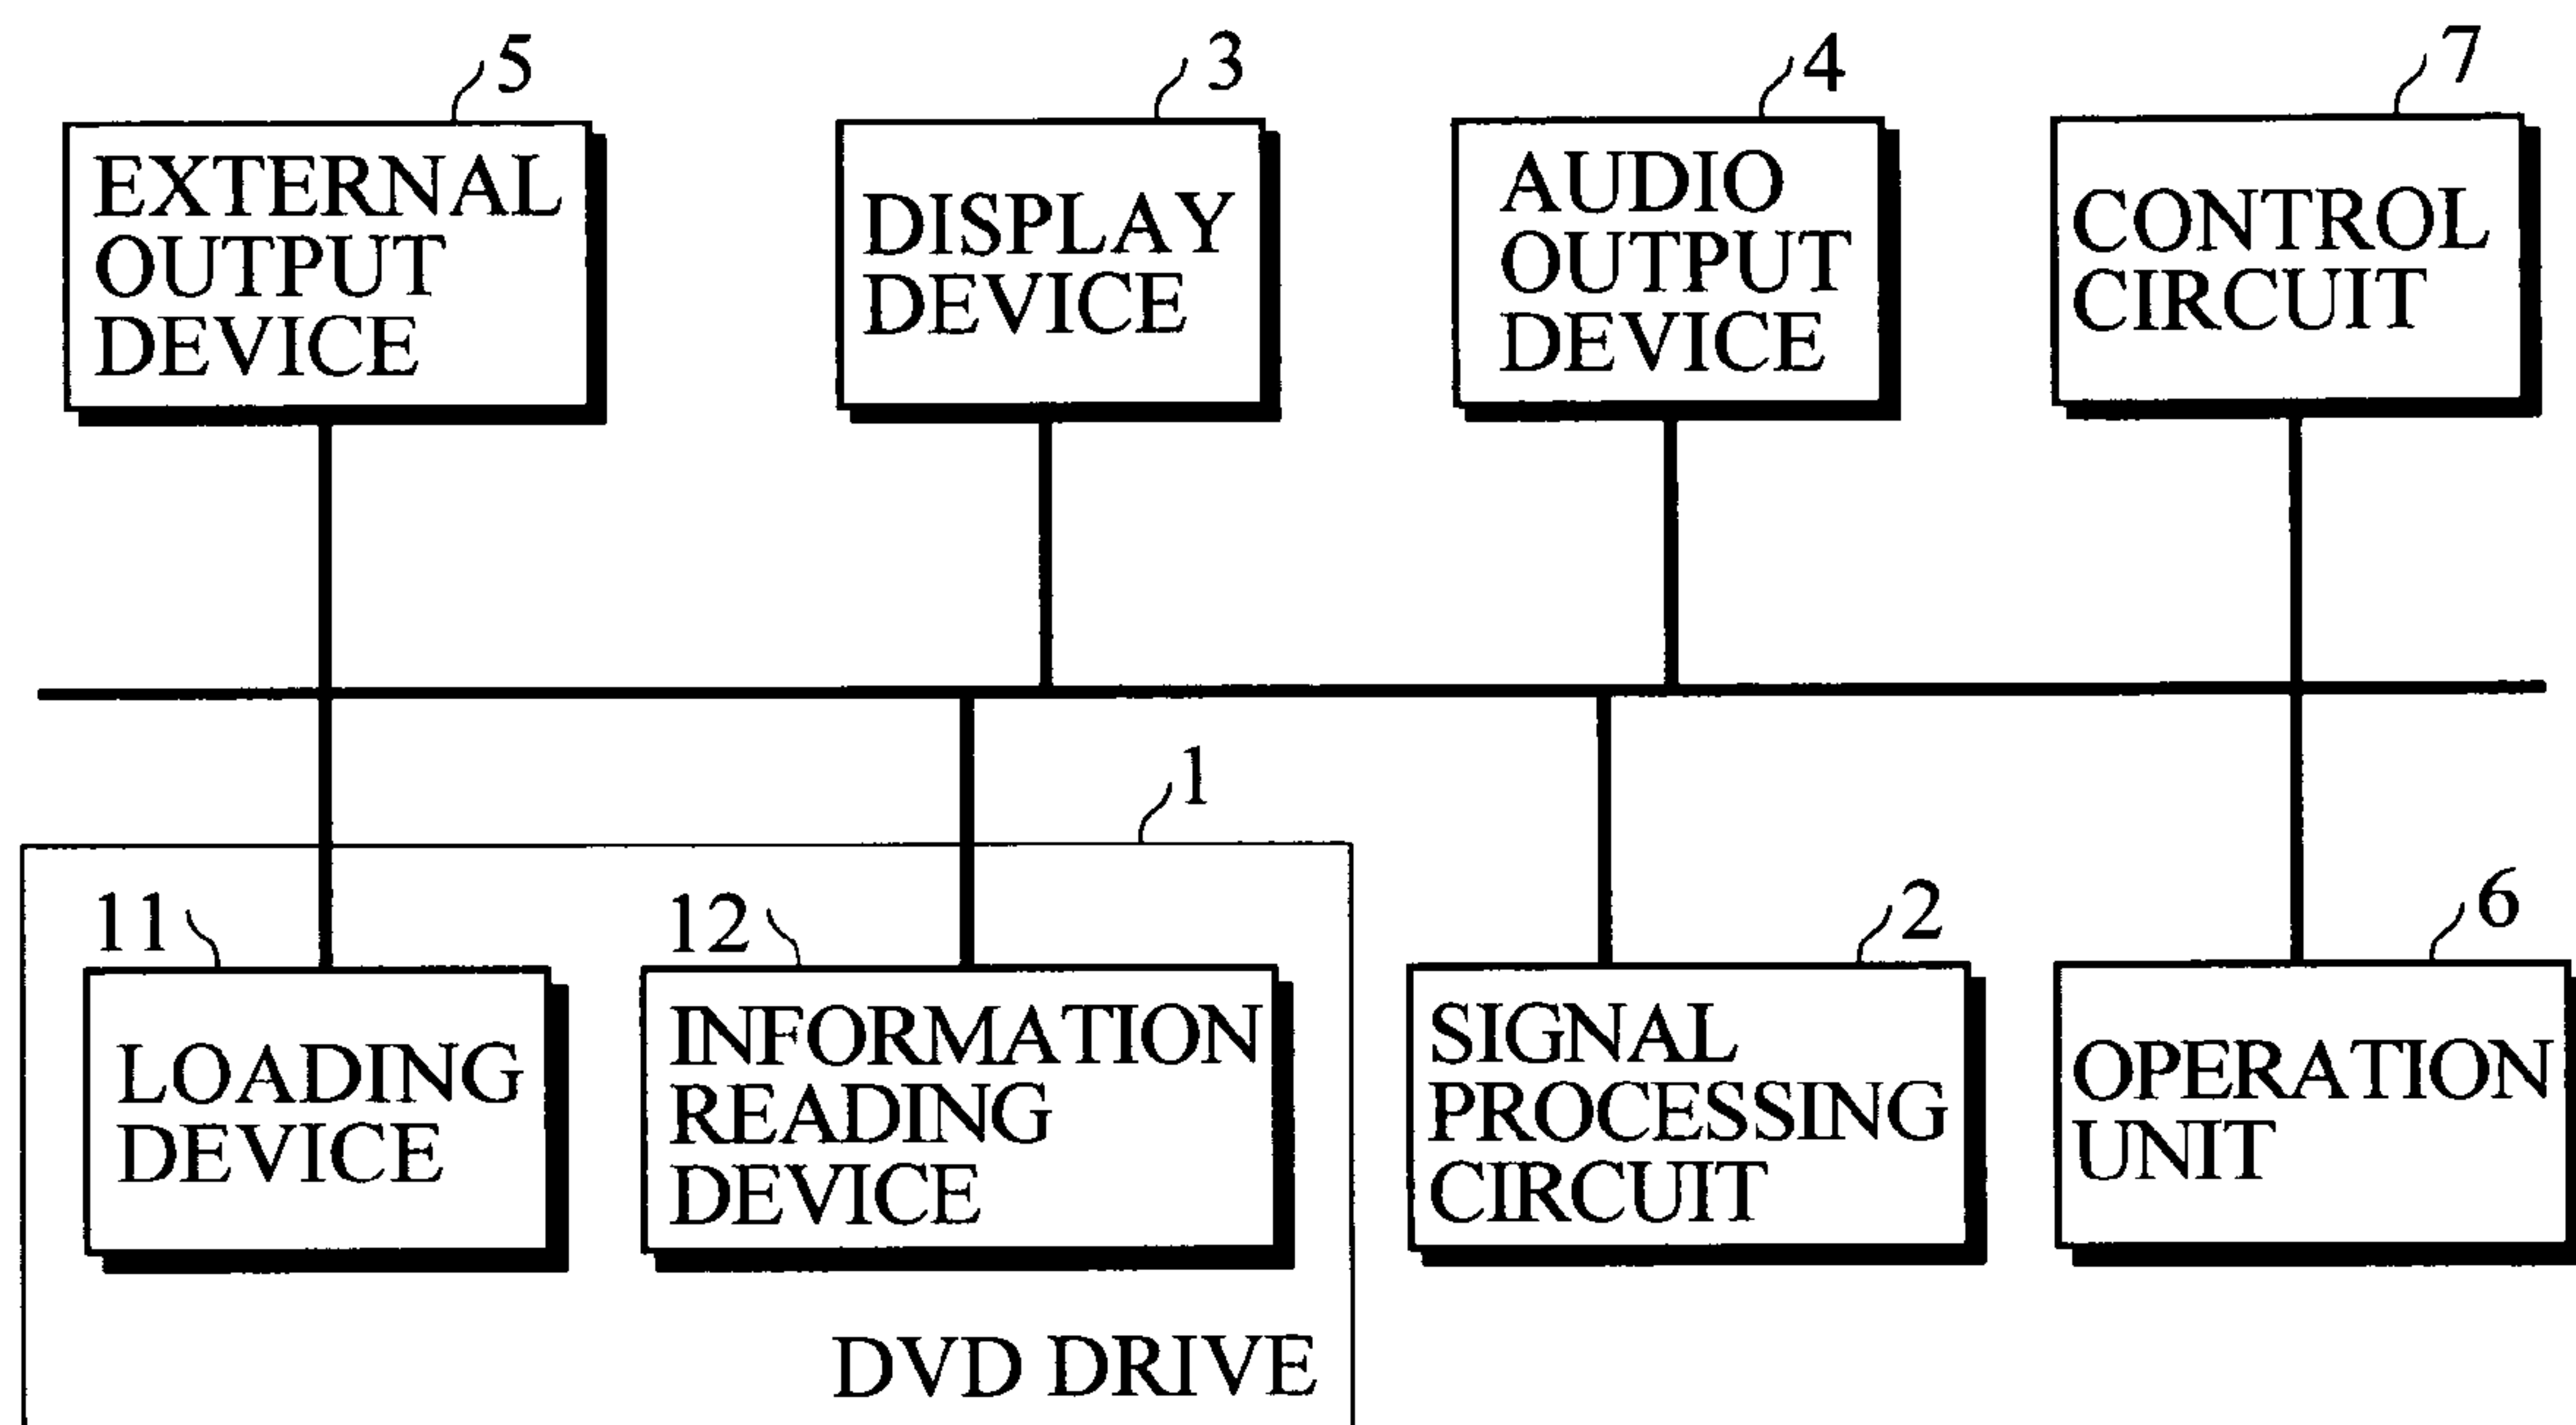 5
EXTERNAL
OUTPUT
DEVICE
3
DISPLAY
DEVICE
4
AUDIO
OUTPUT
DEVICE
7
CONTROL
CIRCUIT
1
11
LOADING
DEVICE
12
INFORMATION
READING
DEVICE
DVD DRIVE
2
SIGNAL
PROCESSING
CIRCUIT
6
OPERATION
UNIT